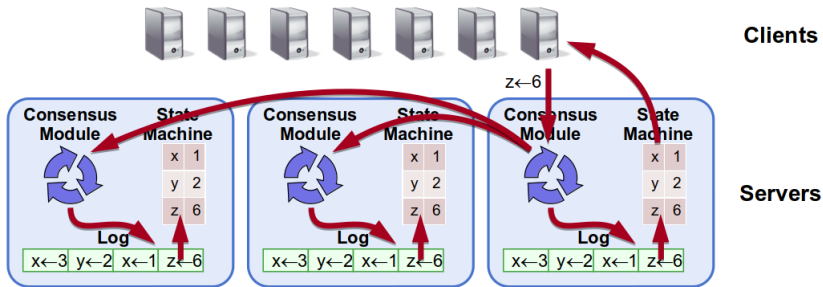 Clients
z←6
Consensus Module
State Machine
x 1
y 2
z 6
Log
x←3 y←2 x←1 z←6
Consensus Module
State Machine
x 1
y 2
z 6
Log
x←3 y←2 x←1 z←6
Consensus Module
State Machine
x 1
y 2
z 6
Log
x←3 y←2 x←1 z←6
Servers